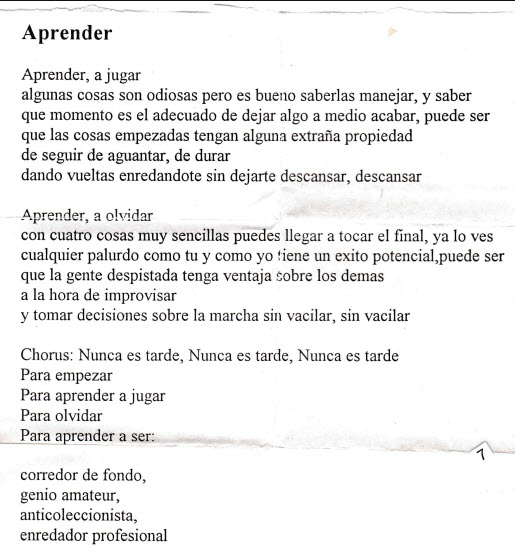 Aprender
Aprender, a jugar
algunas cosas son odiosas pero es bueno saberlas manejar, y saber
que momento es el adecuado de dejar algo a medio acabar, puede ser
que las cosas empezadas tengan alguna extraña propiedad
de seguir de aguantar, de durar
dando vueltas enredandote sin dejarte descansar, descansar
Aprender, a olvidar
con cuatro cosas muy sencillas puedes llegar a tocar el final, ya lo ves
cualquier palurdo como tu y como yo tiene un exito potencial,puede ser
que la gente despistada tenga ventaja sobre los demas
a la hora de improvisar
y tomar decisiones sobre la marcha sin vacilar, sin vacilar
Chorus: Nunca es tarde, Nunca es tarde, Nunca es tarde
Para empezar
Para aprender a jugar
Para olvidar
Para aprender a ser:
7
corredor de fondo,
genio amateur,
anticoleccionista,
enredador profesional